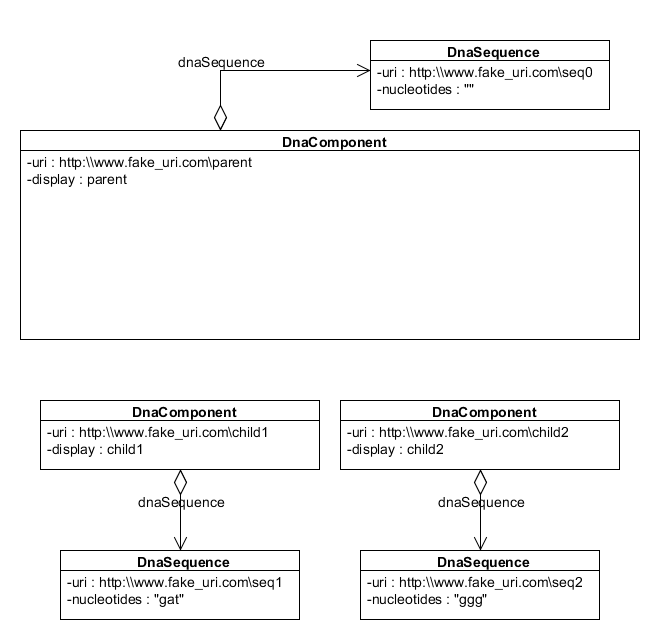 dnaSequence
DnaSequence
-uri : http:\\www.fake_uri.com\seq0
-nucleotides : ""
DnaComponent
-uri : http:\\www.fake_uri.com\parent
-display : parent
DnaComponent
-uri : http:\\www.fake_uri.com\child1
-display : child1
DnaComponent
-uri : http:\\www.fake_uri.com\child2
-display : child2
dnaSequence
dnaSequence
DnaSequence
-uri : http:\\www.fake_uri.com\seq1
-nucleotides : "gat"
DnaSequence
-uri : http:\\www.fake_uri.com\seq2
-nucleotides : "ggg"